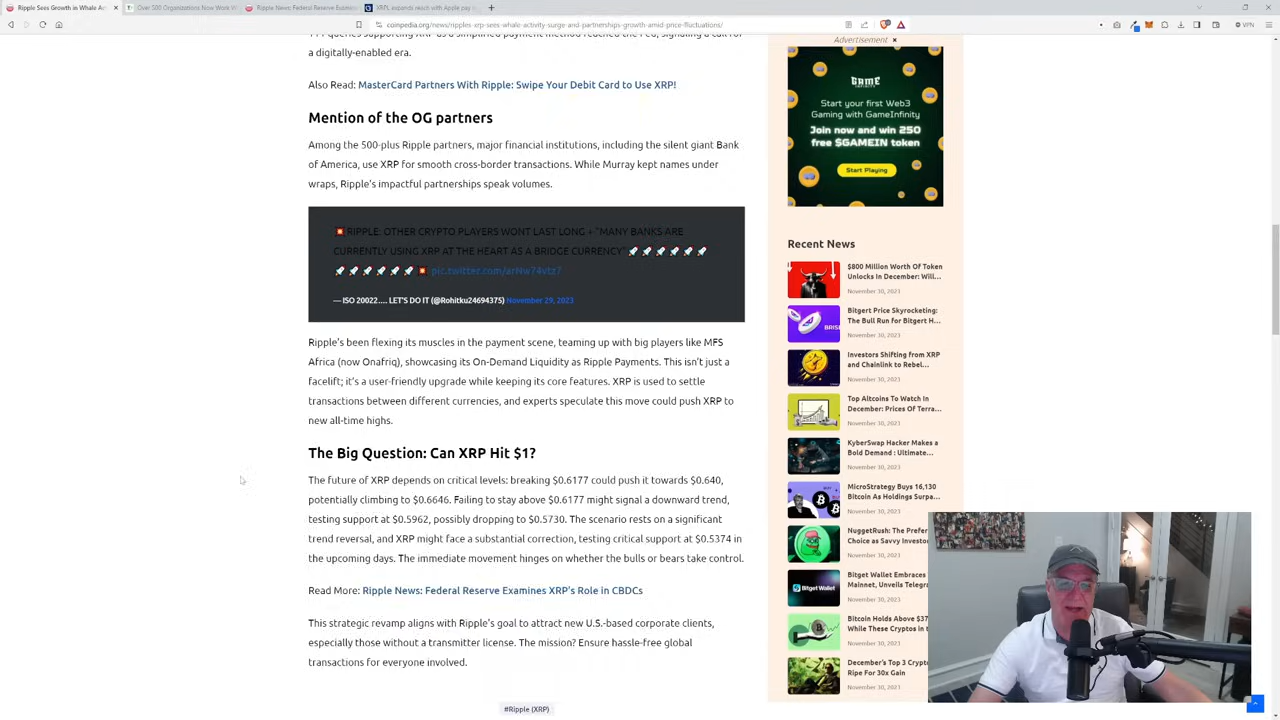 Ripple Sees Growth in Whale Ac
Over 500 Organizations Now Work Wi
Ripple News: Federal Reserve Examines
XRPL expands reach with Apple pay i
coinpedia.org/news/ripples-xrp-whale-accumulation-partnerships-growth-amid-price-fluctuations/
VPN
a digitally-enabled era.
Also Read: MasterCard Partners With Ripple: Swipe Your Debit Card to Use XRP!
Mention of the OG partners
Among the 500-plus Ripple partners, major financial institutions, including the silent giant Bank
of America, use XRP for smooth cross-border transactions. While Murray kept names under
wraps, Ripple's impactful partnerships speak volumes.
💥RIPPLE: OTHER CRYPTO PLAYERS WONT LAST LONG + "MANY BANKS ARE
CURRENTLY USING XRP AT THE HEART AS A BRIDGE CURRENCY"🚀🚀🚀🚀🚀🚀
🚀🚀🚀🚀🚀🚀💥 pic.twitter.com/arNw74vtz7
— ISO 20022..... LET'S DO IT (@Rohitku24694375) November 29, 2023
Ripple's been flexing its muscles in the payment scene, teaming up with big players like MFS
Africa (now Onafriq), showcasing its On-Demand Liquidity as Ripple Payments. This isn't just a
facelift; it's a user-friendly upgrade while keeping its core features. XRP is used to settle
transactions between different currencies, and experts speculate this move could push XRP to
new all-time highs.
The Big Question: Can XRP Hit $1?
The future of XRP depends on critical levels: breaking $0.6177 could push it towards $0.640,
potentially climbing to $0.6646. Failing to stay above $0.6177 might signal a downward trend,
testing support at $0.5962, possibly dropping to $0.5730. The scenario rests on a significant
trend reversal, and XRP might face a substantial correction, testing critical support at $0.5374 in
the upcoming days. The immediate movement hinges on whether the bulls or bears take control.
Read More: Ripple News: Federal Reserve Examines XRP's Role in CBDCs
This strategic revamp aligns with Ripple's goal to attract new U.S.-based corporate clients,
especially those without a transmitter license. The mission? Ensure hassle-free global
transactions for everyone involved.
#Ripple (XRP)
Advertisement
GAME
INFINITY
Start your first Web3
Gaming with GameInfinity
Join now and win 250
free $GAMEIN token
Start Playing
Recent News
$800 Million Worth Of Token
Unlocks In December: Will...
November 30, 2023
Bitgert Price Skyrocketing:
The Bull Run for Bitgert H...
November 30, 2023
BRISE
Investors Shifting from XRP
and Chainlink to Rebel...
November 30, 2023
Top Altcoins To Watch In
December: Prices Of Terra...
November 30, 2023
KyberSwap Hacker Makes a
Bold Demand : Ultimate...
November 30, 2023
MicroStrategy Buys 16,130
Bitcoin As Holdings Surpa...
November 30, 2023
NuggetRush: The Prefer
Choice as Savvy Investor
November 30, 2023
Bitget Wallet
Bitget Wallet Embraces
Mainnet, Unveils Telegra
November 30, 2023
Bitcoin Holds Above $37
While These Cryptos in t
November 30, 2023
December's Top 3 Crypto
Ripe For 30x Gain
November 30, 2023